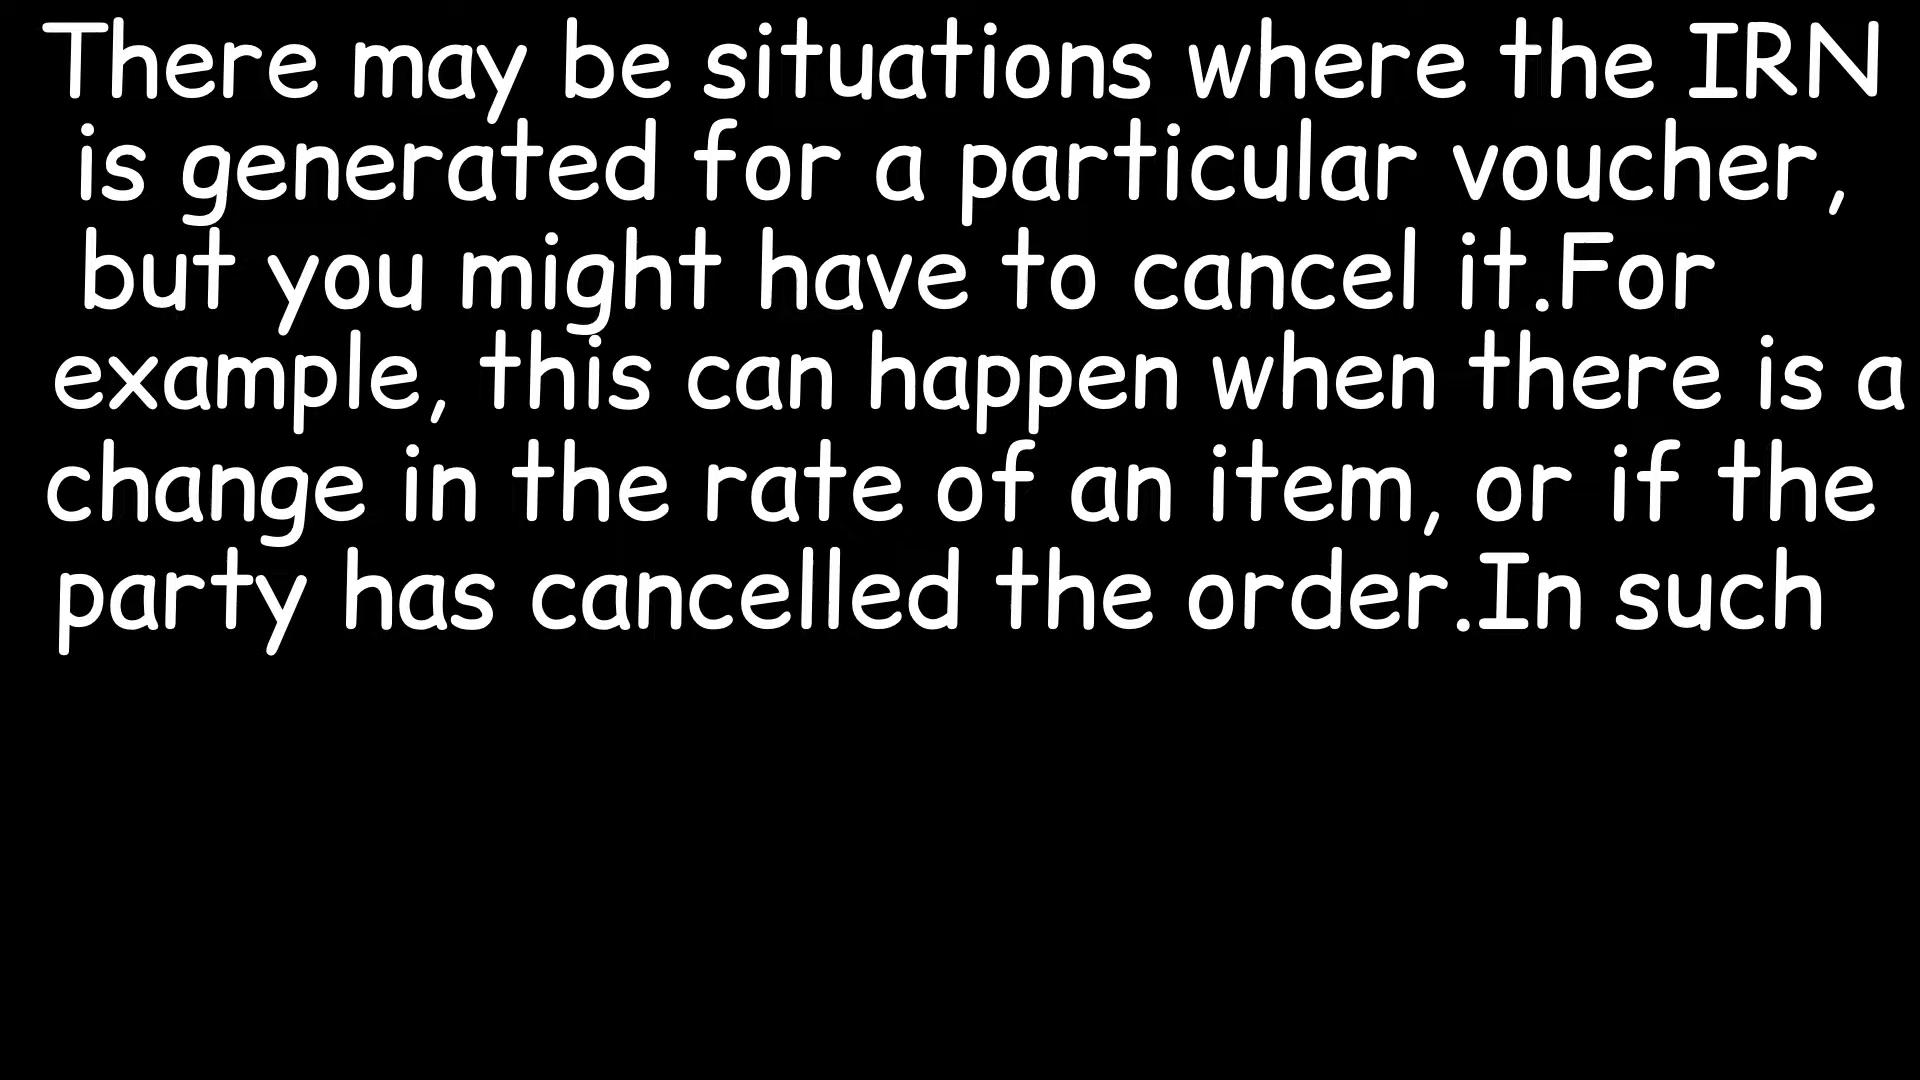 There may be situations where the IRN
is generated for a particular voucher,
but you might have to cancel it.For
example, this can happen when there is a
change in the rate of an item, or if the
party has cancelled the order.In such